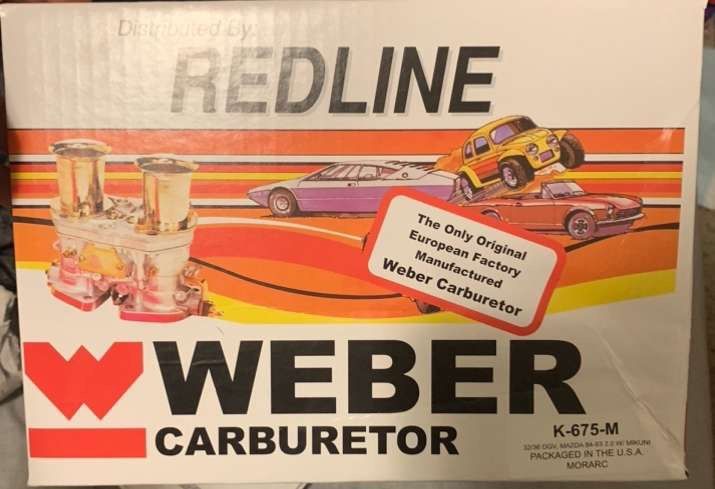 Distributed By:
REDLINE
The Only Original
European Factory
Manufactured
Weber Carburetor
WEBER
CARBURETOR
K-675-M
32/36 DGV, MAZDA 84-93 2.2 W/ MIKUNI
PACKAGED IN THE U.S.A.
MORARC